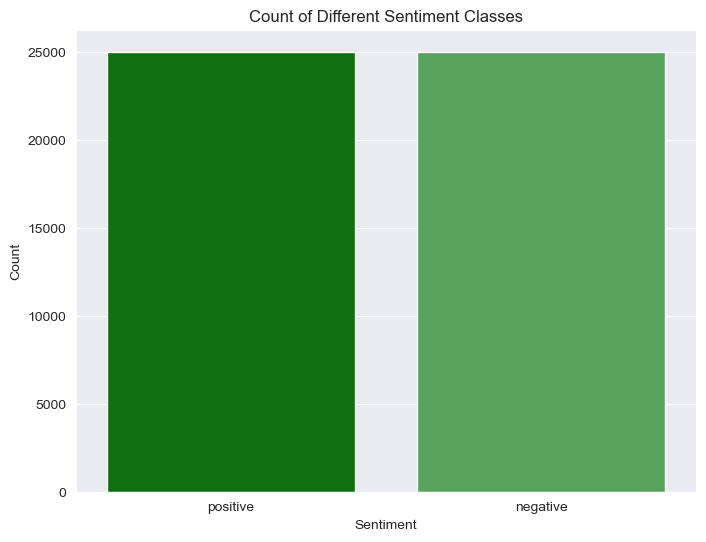 Count of Different Sentiment Classes
25000
20000
15000
10000
5000
0
Count
positive negative
Sentiment